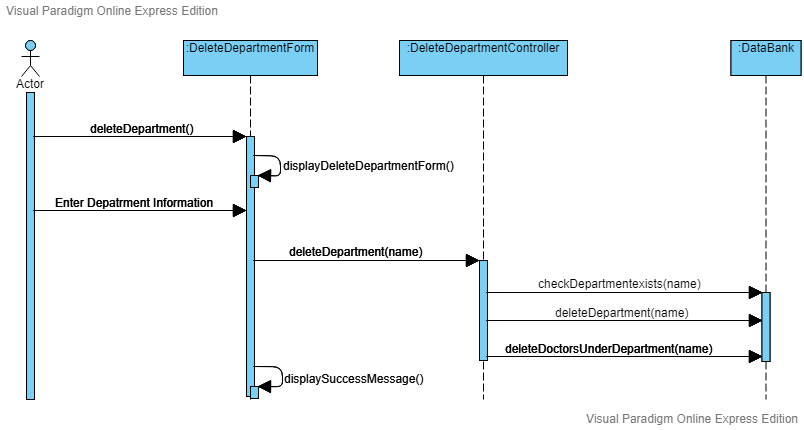 Visual Paradigm Online Express Edition
:DeleteDepartmentForm
:DeleteDepartmentController
:DataBank
Actor
deleteDepartment()
displayDeleteDepartmentForm()
Enter Depatrment Information
deleteDepartment(name)
checkDepartmentexists(name)
deleteDepartment(name)
deleteDoctorsUnderDepartment(name)
displaySuccessMessage()
Visual Paradigm Online Express Edition